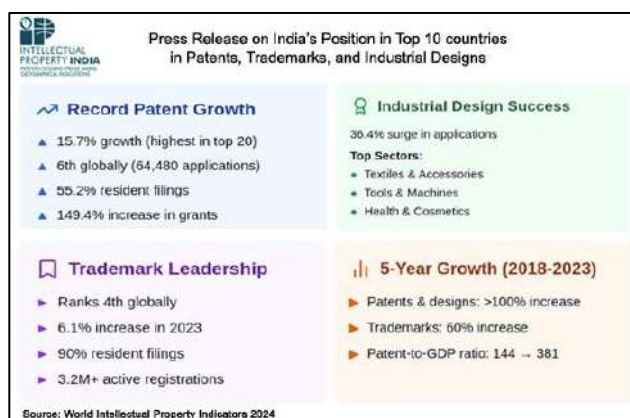 INTELLECTUAL
PROPERTY INDIA
Press Release on India's Position in Top 10 countries
in Patents, Trademarks, and Industrial Designs
Record Patent Growth
15.7% growth (highest in top 20)
6th globally (64,480 applications)
55.2% resident filings
149.4% increase in grants
Industrial Design Success
36.4% surge in applications
Top Sectors:
Textiles & Accessories
Tools & Machines
Health & Cosmetics
Trademark Leadership
Ranks 4th globally
6.1% increase in 2023
90% resident filings
3.2M+ active registrations
5-Year Growth (2018-2023)
Patents & designs: >100% increase
Trademarks: 60% increase
Patent-to-GDP ratio: 144 → 381
Source: World Intellectual Property Indicators 2024